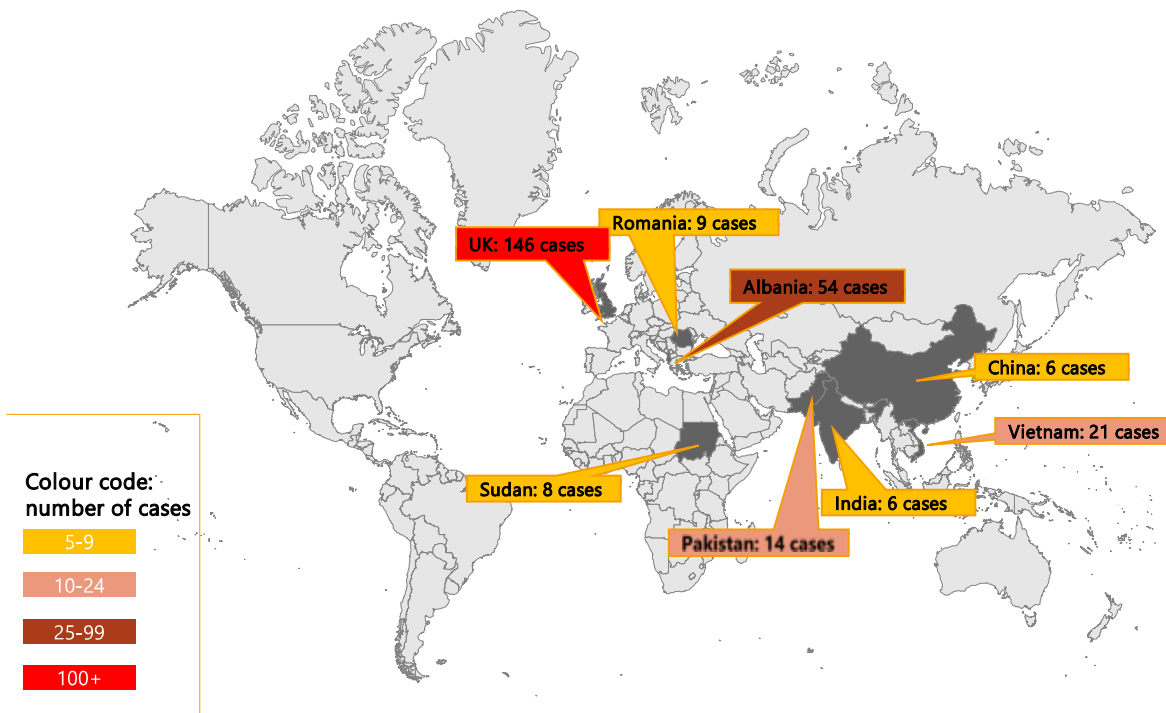 Romania: 9 cases
UK: 146 cases
Albania: 54 cases
China: 6 cases
Vietnam: 21 cases
Sudan: 8 cases
India: 6 cases
Pakistan: 14 cases
Colour code:
number of cases
5-9
10-24
25-99
100+